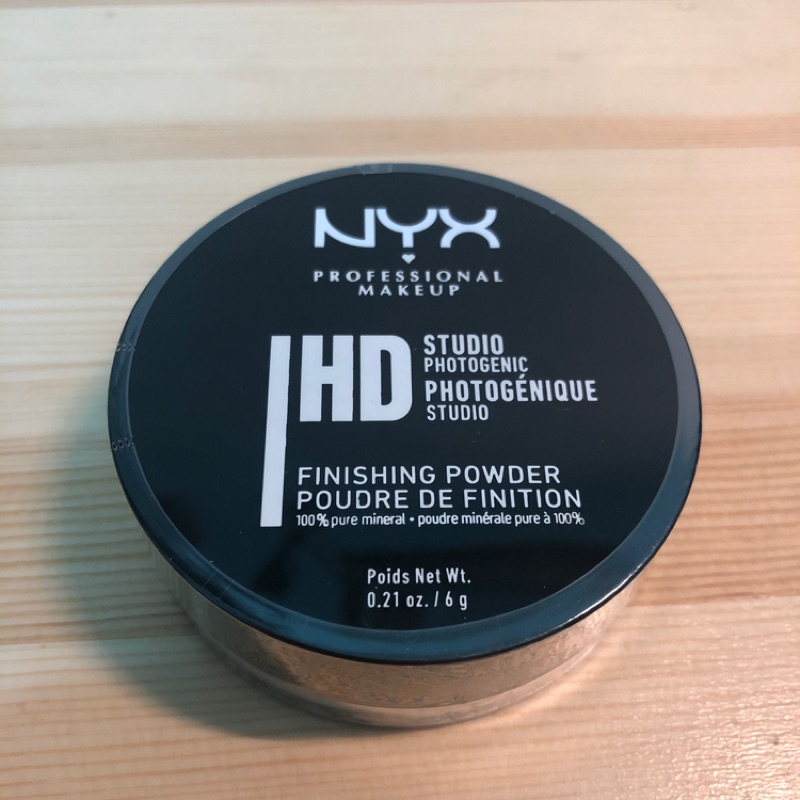 NYX
PROFESSIONAL
MAKEUP
HD
STUDIO
PHOTOGENIC
PHOTOGÉNIQUE
STUDIO
FINISHING POWDER
POUDRE DE FINITION
100% pure mineral • poudre minérale pure à 100%
Poids Net Wt.
0.21 oz. / 6 g